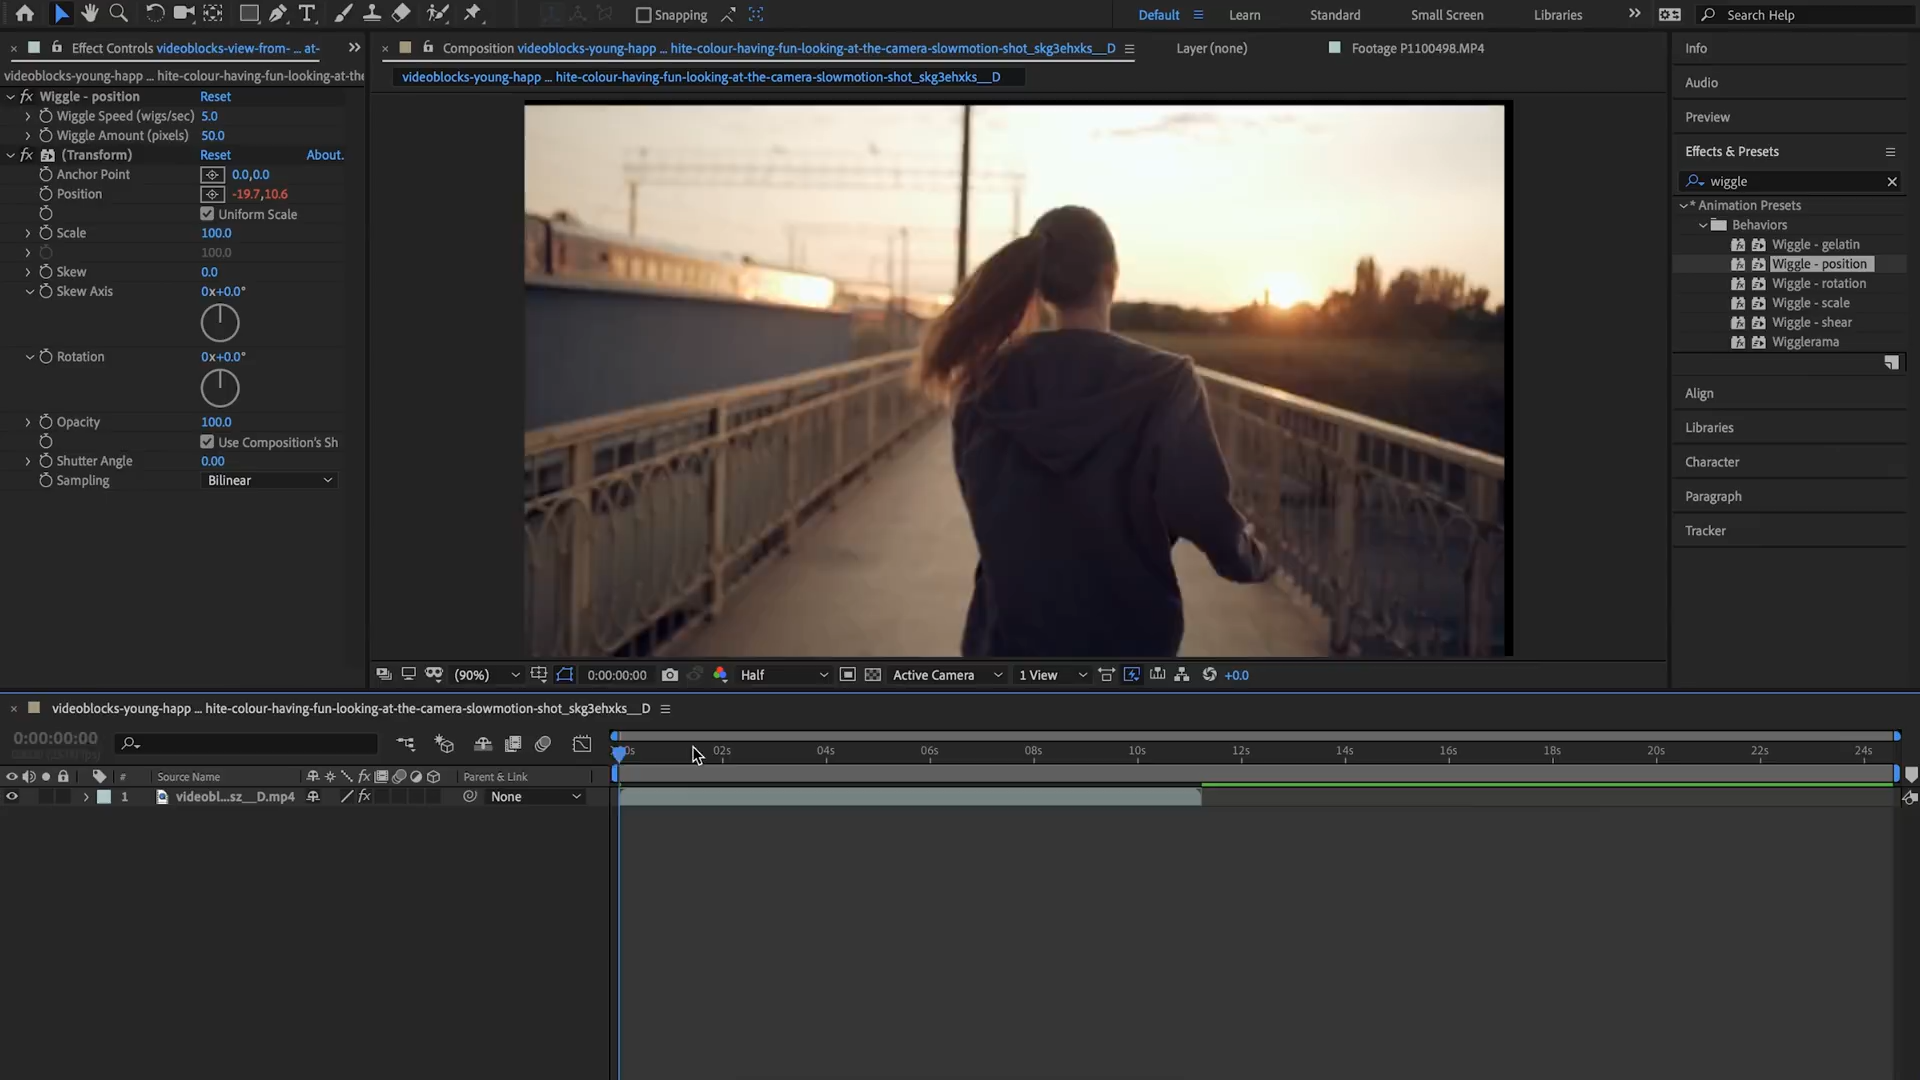 Snapping
Default
Learn
Standard
Small Screen
Libraries
Search Help
Effect Controls videoblocks-view-from- ... at-
Composition videoblocks-young-happ ... hite-colour-having-fun-looking-at-the-camera-slowmotion-shot_skg3ehxks__D
Layer (none)
Footage P1100498.MP4
videoblocks-young-happ ... hite-colour-having-fun-looking-at-the
videoblocks-young-happ ... hite-colour-having-fun-looking-at-the-camera-slowmotion-shot_skg3ehxks__D
fx Wiggle - position Reset
Wiggle Speed (wigs/sec) 5.0
Wiggle Amount (pixels) 50.0
fx (Transform) Reset About.
Anchor Point 0.0,0.0
Position -19.7,10.6
Uniform Scale
Scale 100.0
100.0
Skew 0.0
Skew Axis 0x+0.0°
Rotation 0x+0.0°
Opacity 100.0
Use Composition's Sh
Shutter Angle 0.00
Sampling Bilinear
Info
Audio
Preview
Effects & Presets
wiggle
* Animation Presets
Behaviors
Wiggle - gelatin
Wiggle - position
Wiggle - rotation
Wiggle - scale
Wiggle - shear
Wigglerama
Align
Libraries
Character
Paragraph
Tracker
(90%) 0:00:00:00 Half Active Camera 1 View +0.0
videoblocks-young-happ ... hite-colour-having-fun-looking-at-the-camera-slowmotion-shot_skg3ehxks__D
0:00:00:00
02s 04s 06s 08s 10s 12s 14s 16s 18s 20s 22s 24s
# Source Name fx Parent & Link
1 videobl...sz__D.mp4 fx None